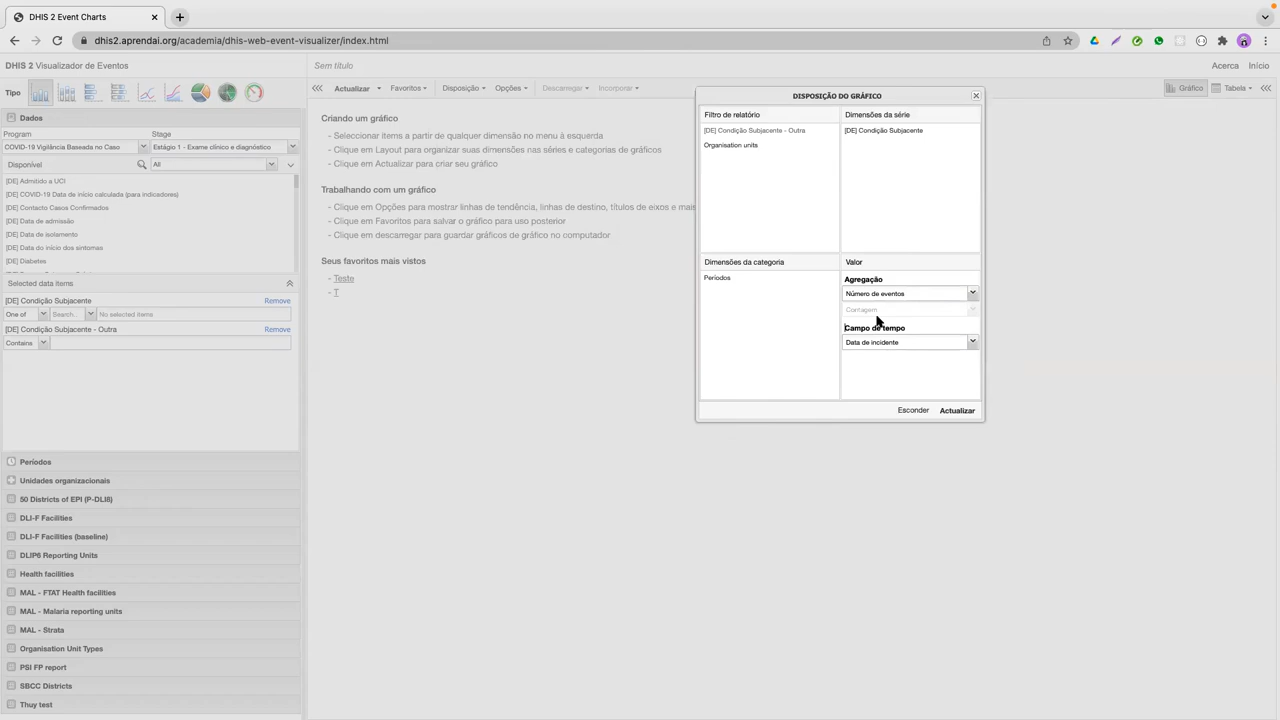 DHIS 2 Event Charts
dhis2.aprendai.org/academia/dhis-web-event-visualizer/index.html
DHIS 2 Visualizador de Eventos
Sem título
Acerca
Início
Tipo
Actualizar
Favoritos
Disposição
Opções
Descarregar
Incorporar
Gráfico
Tabela
Dados
Program
Stage
COVID-19 Vigilância Baseada no Caso
Estágio 1 - Exame clínico e diagnóstico
Disponível
All
[DE] Admitido a UCI
[DE] COVID-19 Data de início calculada (para indicadores)
[DE] Contacto Casos Confirmados
[DE] Data de admissão
[DE] Data de isolamento
[DE] Data do início dos sintomas
[DE] Diabetes
Selected data items
[DE] Condição Subjacente
Remove
One of
Search...
No selected items
[DE] Condição Subjacente - Outra
Remove
Contains
Períodos
Unidades organizacionais
50 Districts of EPI (P-DLI8)
DLI-F Facilities
DLI-F Facilities (baseline)
DLIP6 Reporting Units
Health facilities
MAL - FTAT Health facilities
MAL - Malaria reporting units
MAL - Strata
Organisation Unit Types
PSI FP report
SBCC Districts
Thuy test
Criando um gráfico
- Seleccionar items a partir de qualquer dimensão no menu à esquerda
- Clique em Layout para organizar suas dimensões nas séries e categorias de gráficos
- Clique em Actualizar para criar seu gráfico
Trabalhando com um gráfico
- Clique em Opções para mostrar linhas de tendência, linhas de destino, títulos de eixos e mais
- Clique em Favoritos para salvar o gráfico para uso posterior
- Clique em descarregar para guardar gráficos de gráfico no computador
Seus favoritos mais vistos
- Teste
- T
DISPOSIÇÃO DO GRÁFICO
Filtro de relatório
[DE] Condição Subjacente - Outra
Organisation units
Dimensões da série
[DE] Condição Subjacente
Dimensões da categoria
Períodos
Valor
Agregação
Número de eventos
Contagem
Campo de tempo
Data de incidente
Esconder
Actualizar